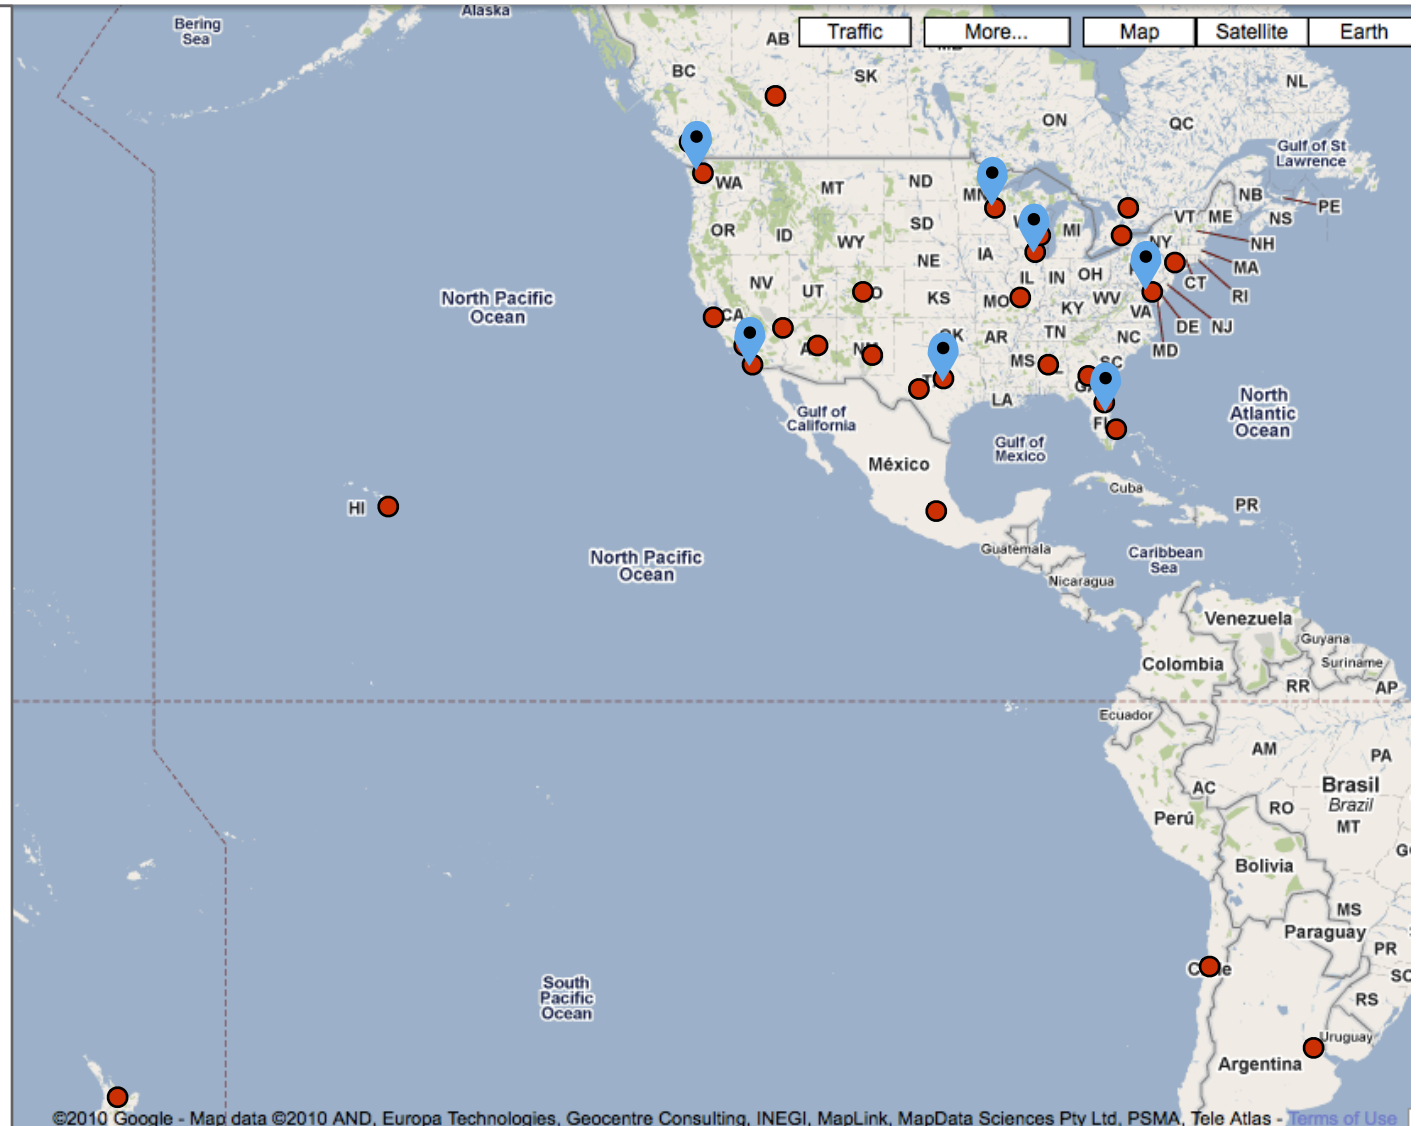 Bering
Sea
Alaska
AB
Traffic
More...
Map
Satellite
Earth
BC
SK
NL
ON
QC
Gulf of St
Lawrence
WA
MT
ND
MN
NB
PE
VT
ME
NS
OR
ID
SD
MI
WY
NY
NH
IA
NE
OH
MA
NV
UT
IL
IN
CT
RI
North Pacific
Ocean
KS
MO
WV
KY
VA
CA
DE
NJ
TN
NC
AR
MD
MS
SC
LA
Gulf of
California
North
Atlantic
Ocean
Gulf of
Mexico
México
Cuba
HI
PR
Guatemala
Caribbean
Sea
North Pacific
Ocean
Nicaragua
Venezuela
Guyana
Colombia
Suriname
RR
AP
Ecuador
AM
PA
AC
Brasil
Brazil
RO
MT
Perú
Bolivia
MS
Paraguay
PR
South
Pacific
Ocean
RS
Uruguay
Argentina
©2010 Google - Map data ©2010 AND, Europa Technologies, Geocentre Consulting, INEGI, MapLink, MapData Sciences Pty Ltd, PSMA, Tele Atlas - Terms of Use